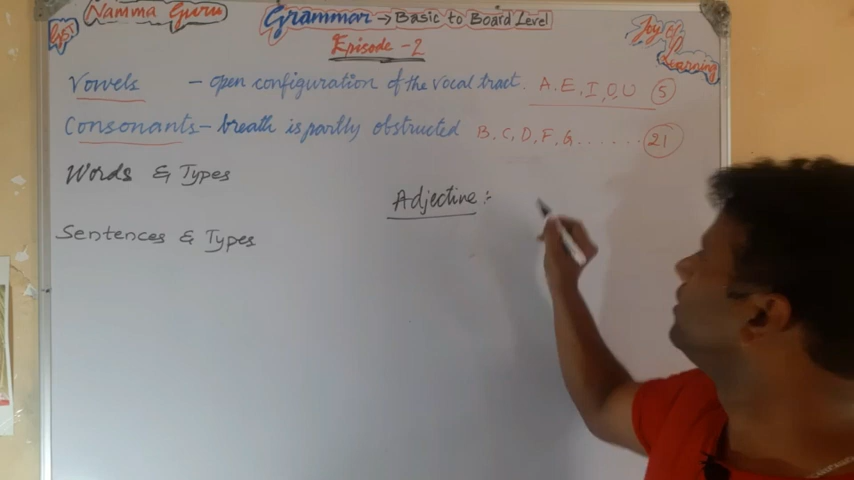 Namma Guru
Grammar → Basic to Board Level
Episode - 2
Joy of
Learning
Vowels - open configuration of the vocal tract. A, E, I, O, U 5
Consonants - breath is partly obstructed B, C, D, F, G....... 21
Words & Types
Adjective :-
Sentences & Types